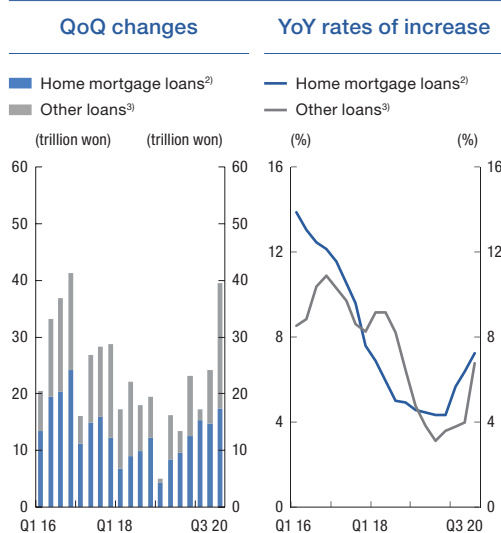 QoQ changes
Home mortgage loans2)
Other loans3)
(trillion won) (trillion won)
60 60
50 50
40 40
30 30
20 20
10 10
0 0
Q1 16 Q1 18 Q3 20
YoY rates of increase
Home mortgage loans2)
Other loans3)
(%) (%)
16 16
12 12
8 8
4 4
0 0
Q1 16 Q1 18 Q3 20